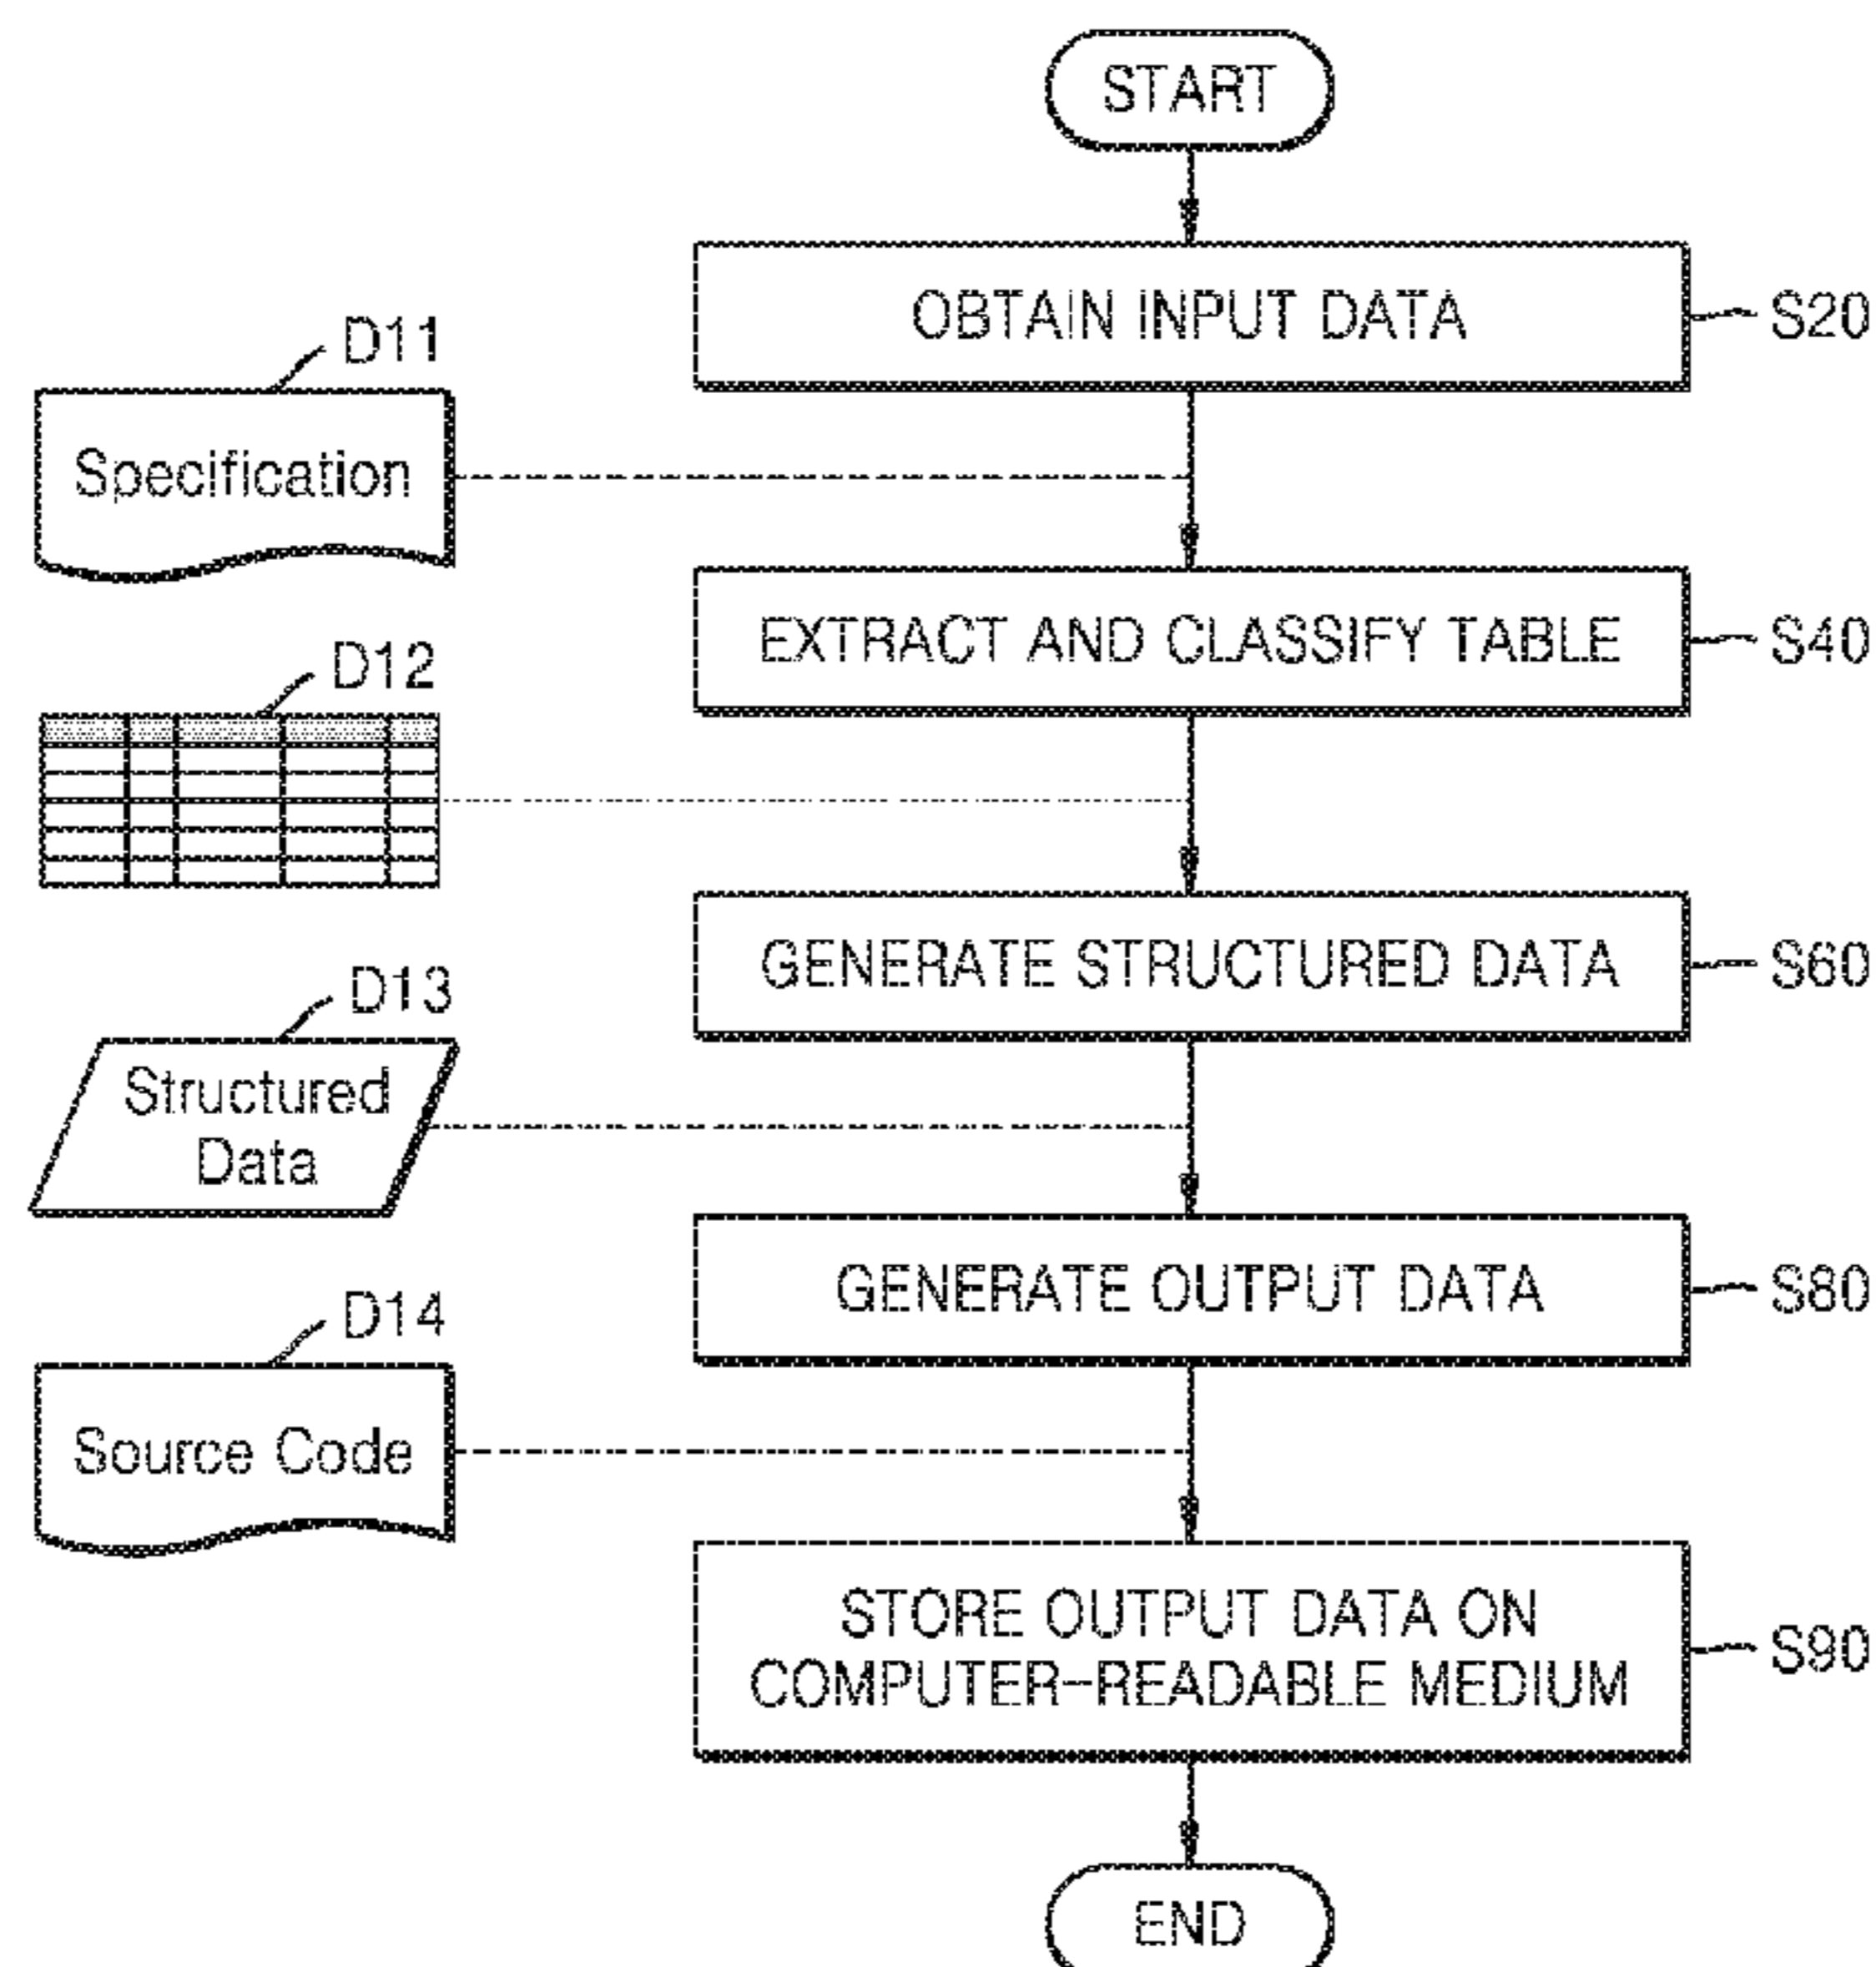 START
OBTAIN INPUT DATA
S20
D11
Specification
EXTRACT AND CLASSIFY TABLE
S40
D12
GENERATE STRUCTURED DATA
S60
D13
Structured
Data
GENERATE OUTPUT DATA
S80
D14
Source Code
STORE OUTPUT DATA ON
COMPUTER-READABLE MEDIUM
S90
END